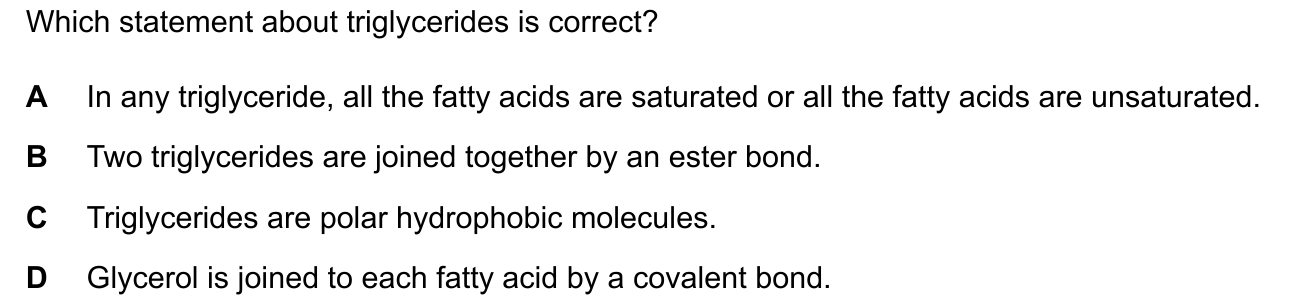 Which statement about triglycerides is correct?
A In any triglyceride, all the fatty acids are saturated or all the fatty acids are unsaturated.
B Two triglycerides are joined together by an ester bond.
C Triglycerides are polar hydrophobic molecules.
D Glycerol is joined to each fatty acid by a covalent bond.